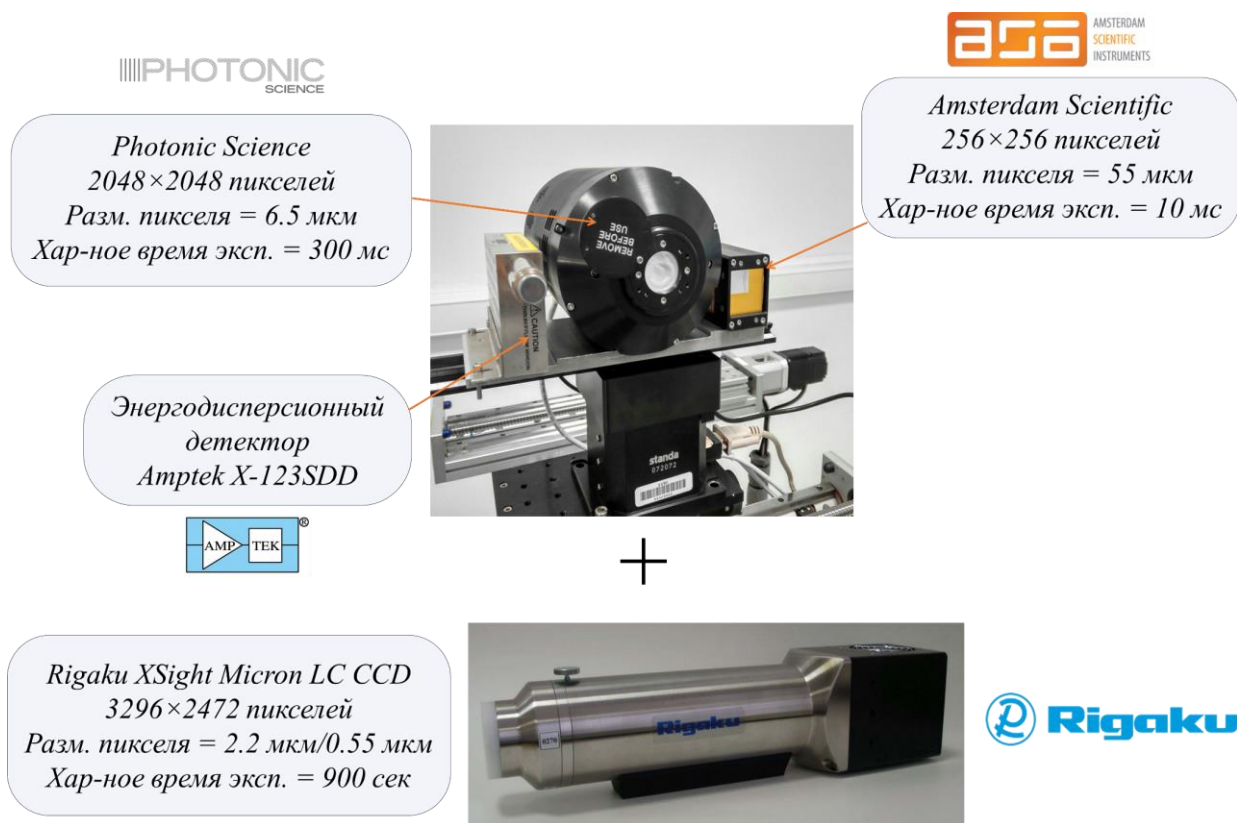 PHOTONIC
SCIENCE
asa
AMSTERDAM
SCIENTIFIC
INSTRUMENTS
Photonic Science
2048×2048 пикселей
Разм. пикселя = 6.5 мкм
Хар-ное время эксп. = 300 мс
Amsterdam Scientific
256×256 пикселей
Разм. пикселя = 55 мкм
Хар-ное время эксп. = 10 мс
REMOVE
BEFORE
USE
CAUTION
Энергодисперсионный
детектор
Amptek X-123SDD
standa
072072
AMP TEK ®
+
Rigaku XSight Micron LC CCD
3296×2472 пикселей
Разм. пикселя = 2.2 мкм/0.55 мкм
Хар-ное время эксп. = 900 сек
Rigaku
Rigaku